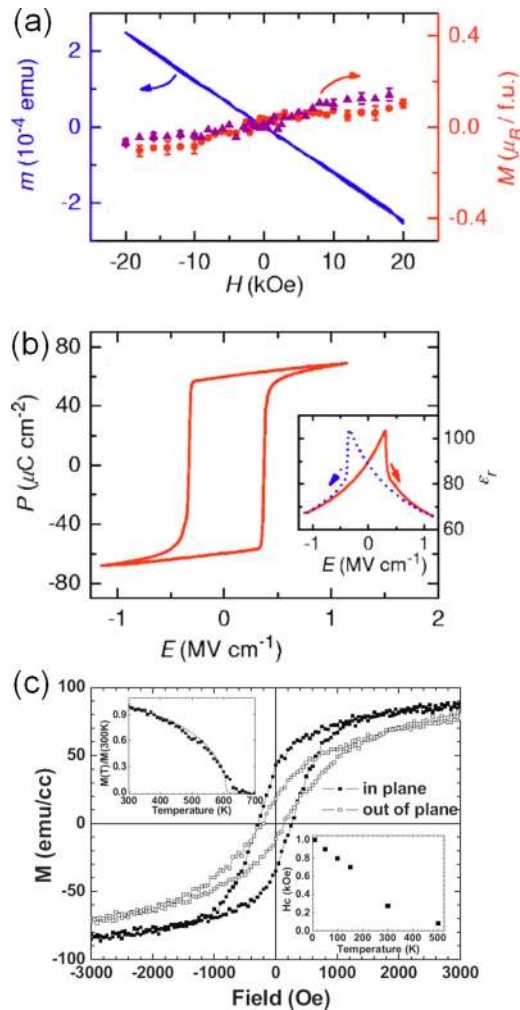 (a)
m (10⁻⁴ emu)
2
0
-2
0.4
0.0
-0.4
M (μB / f.u.)
-20 -10 0 10 20
H (kOe)
(b)
P (μC cm⁻²)
80
40
0
-40
-80
-1 0 1 2
E (MV cm⁻¹)
100
80
60
εr
-1 0 1
E (MV cm⁻¹)
(c)
M (emu/cc)
100
50
0
-50
-100
-3000 -2000 -1000 0 1000 2000 3000
Field (Oe)
M(T)/M(300K)
0.9
0.6
0.3
0.0
300 400 500 600 700
Temperature (K)
in plane
out of plane
Hc (kOe)
1.0
0.8
0.6
0.4
0.2
0.0
0 100 200 300 400 500
Temperature (K)